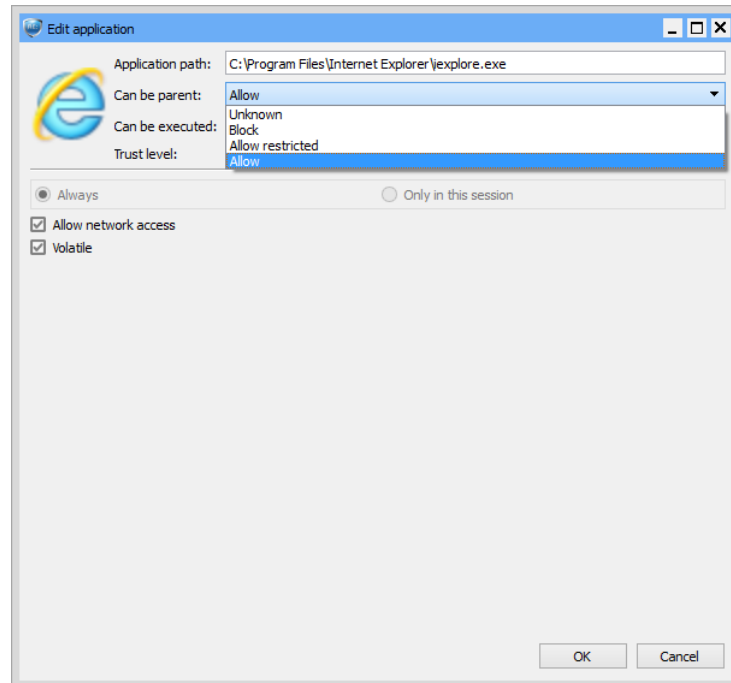 Edit application
Application path: C:\Program Files\Internet Explorer\iexplore.exe
Can be parent: Allow
Unknown
Can be executed: Block
Allow restricted
Trust level: Allow
Always Only in this session
Allow network access
Volatile
OK Cancel